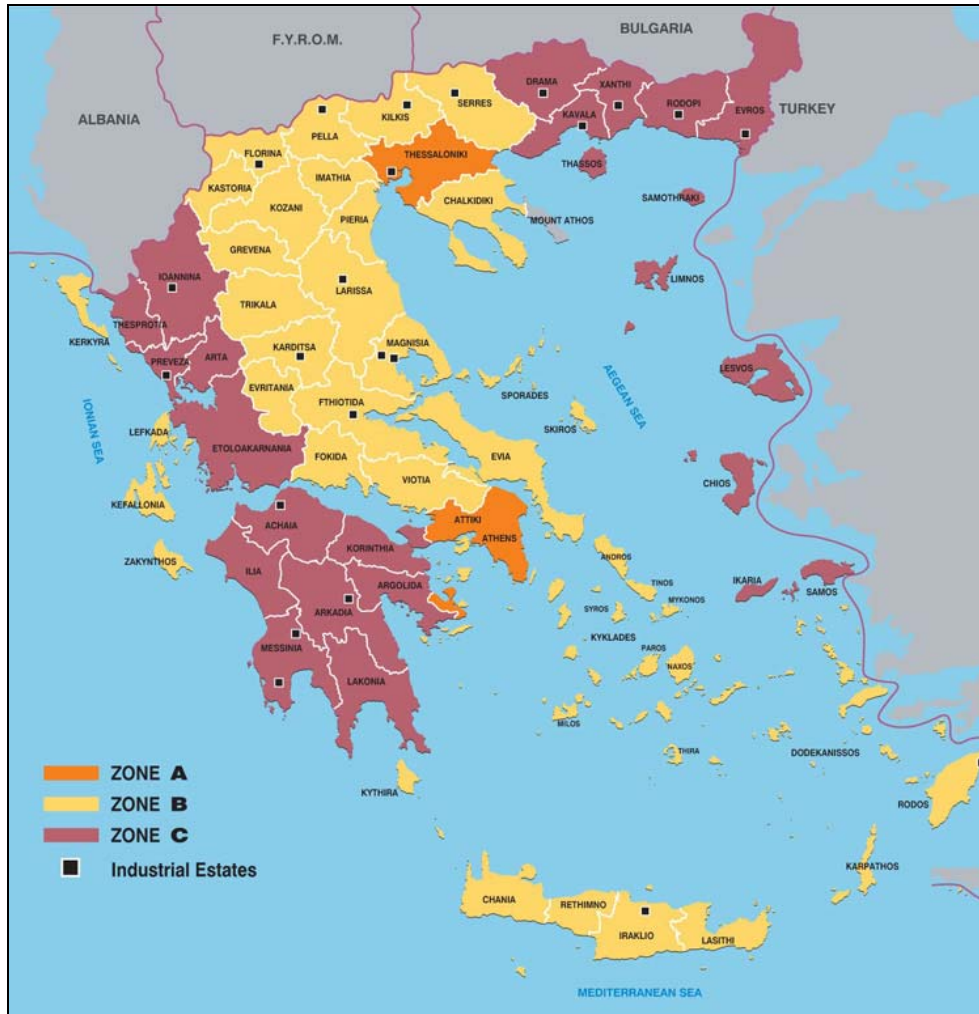 BULGARIA
F.Y.R.O.M.
ALBANIA
TURKEY
DRAMA
XANTHI
RODOPI
EVROS
KAVALA
SERRES
KILKIS
PELLA
THESSALONIKI
FLORINA
IMATHIA
THASSOS
KASTORIA
KOZANI
PIERIA
CHALKIDIKI
SAMOTHRAKI
MOUNT ATHOS
GREVENA
IOANNINA
LARISSA
LIMNOS
TRIKALA
THESPROTIA
KERKYRA
MAGNISIA
KARDITSA
ARTA
PREVEZA
LESVOS
EVRITANIA
SPORADES
AEGEAN SEA
IONIAN SEA
FTHIOTIDA
SKIROS
LEFKADA
ETOLOAKARNANIA
FOKIDA
EVIA
VIOTIA
CHIOS
KEFALLONIA
ATTIKI
ACHAIA
ATHENS
KORINTHIA
ZAKYNTHOS
ANDROS
ILIA
ARGOLIDA
TINOS
IKARIA
SAMOS
MYKONOS
SYROS
ARKADIA
KYKLADES
MESSINIA
PAROS
NAXOS
LAKONIA
MILOS
THIRA
DODEKANISSOS
ZONE A
ZONE B
ZONE C
Industrial Estates
KYTHIRA
RODOS
KARPATHOS
CHANIA
RETHIMNO
IRAKLIO
LASITHI
MEDITERRANEAN SEA